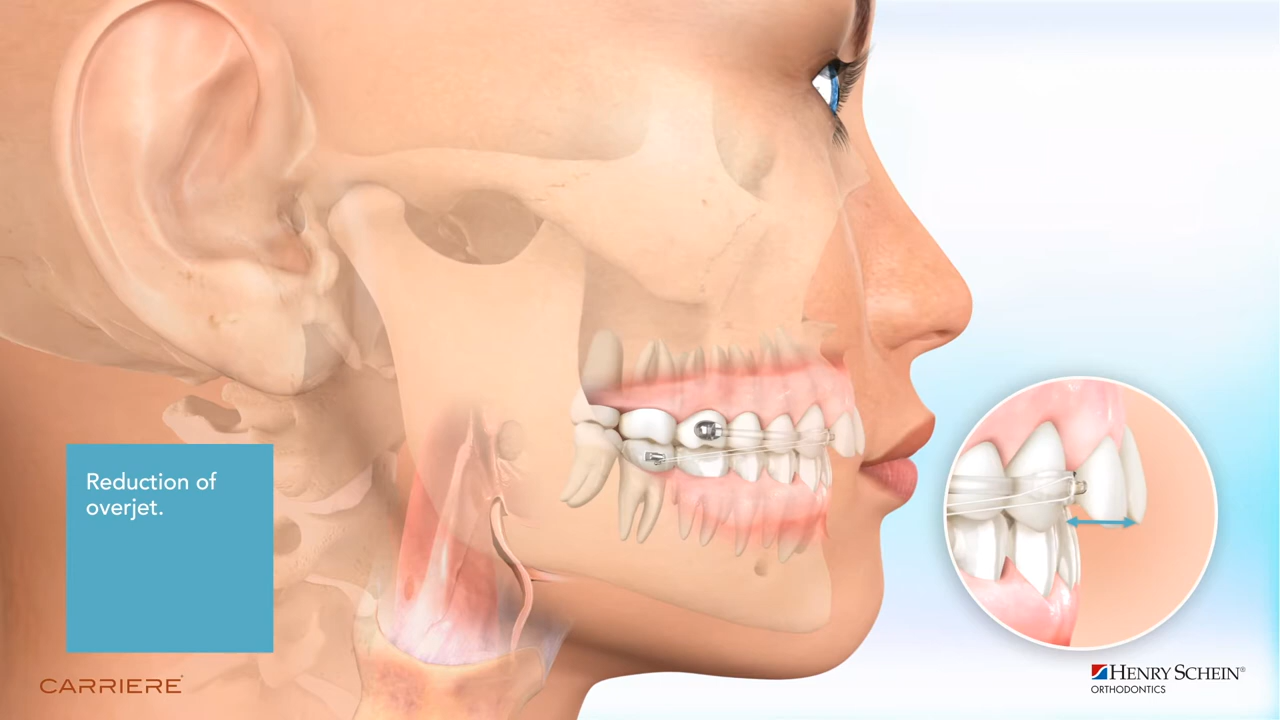 Reduction of
overjet.
CARRIERE®
HENRY SCHEIN®
ORTHODONTICS